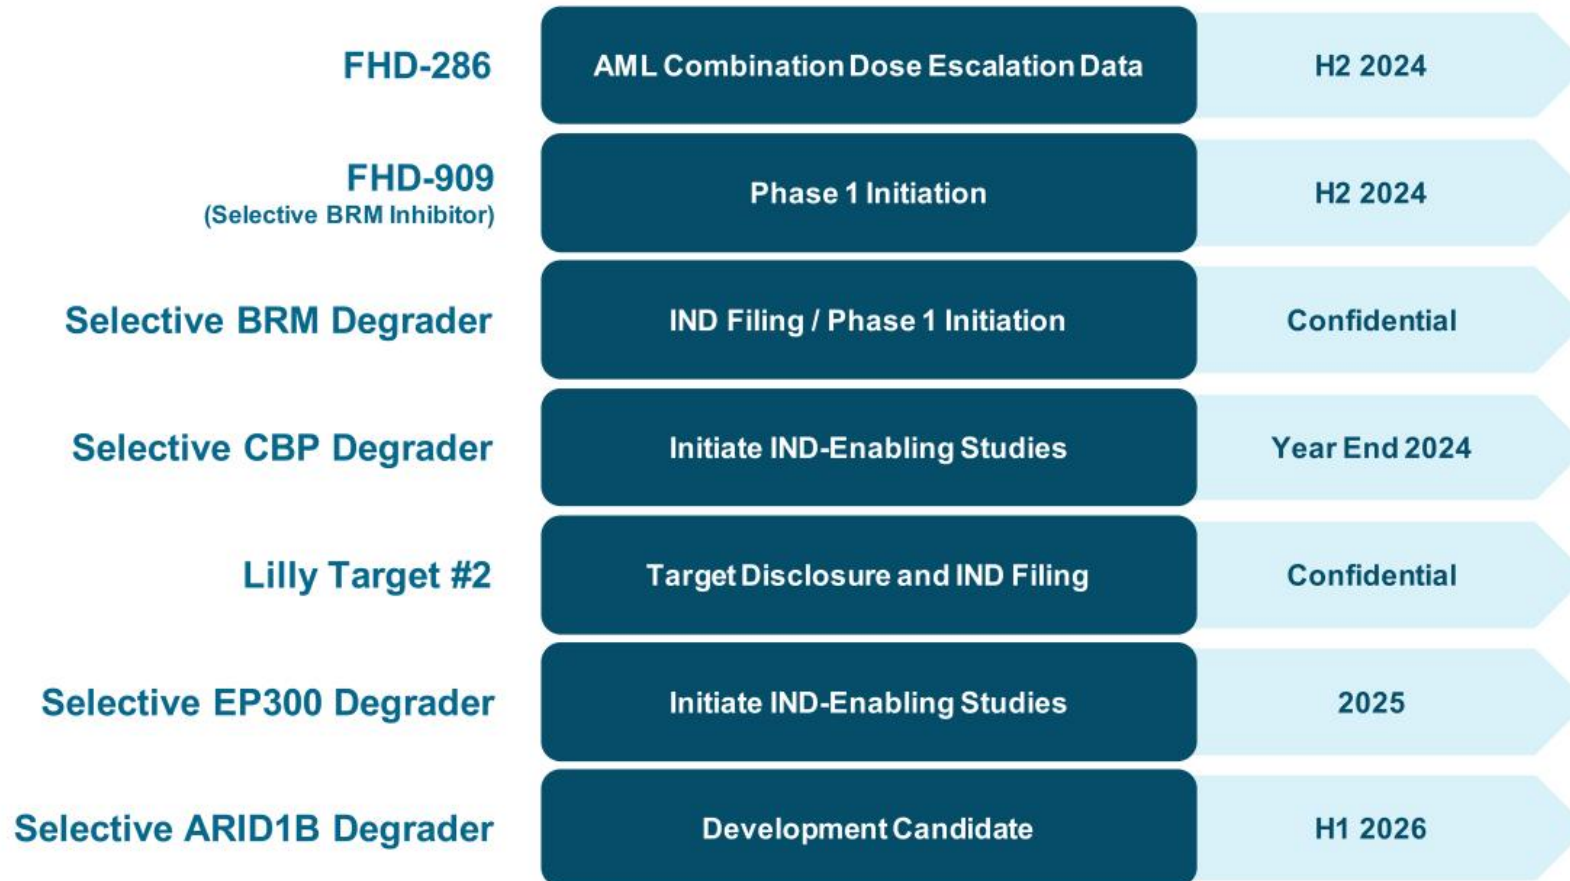 FHD-286
AML Combination Dose Escalation Data
H2 2024
FHD-909
(Selective BRM Inhibitor)
Phase 1 Initiation
H2 2024
Selective BRM Degrader
IND Filing / Phase 1 Initiation
Confidential
Selective CBP Degrader
Initiate IND-Enabling Studies
Year End 2024
Lilly Target #2
Target Disclosure and IND Filing
Confidential
Selective EP300 Degrader
Initiate IND-Enabling Studies
2025
Selective ARID1B Degrader
Development Candidate
H1 2026